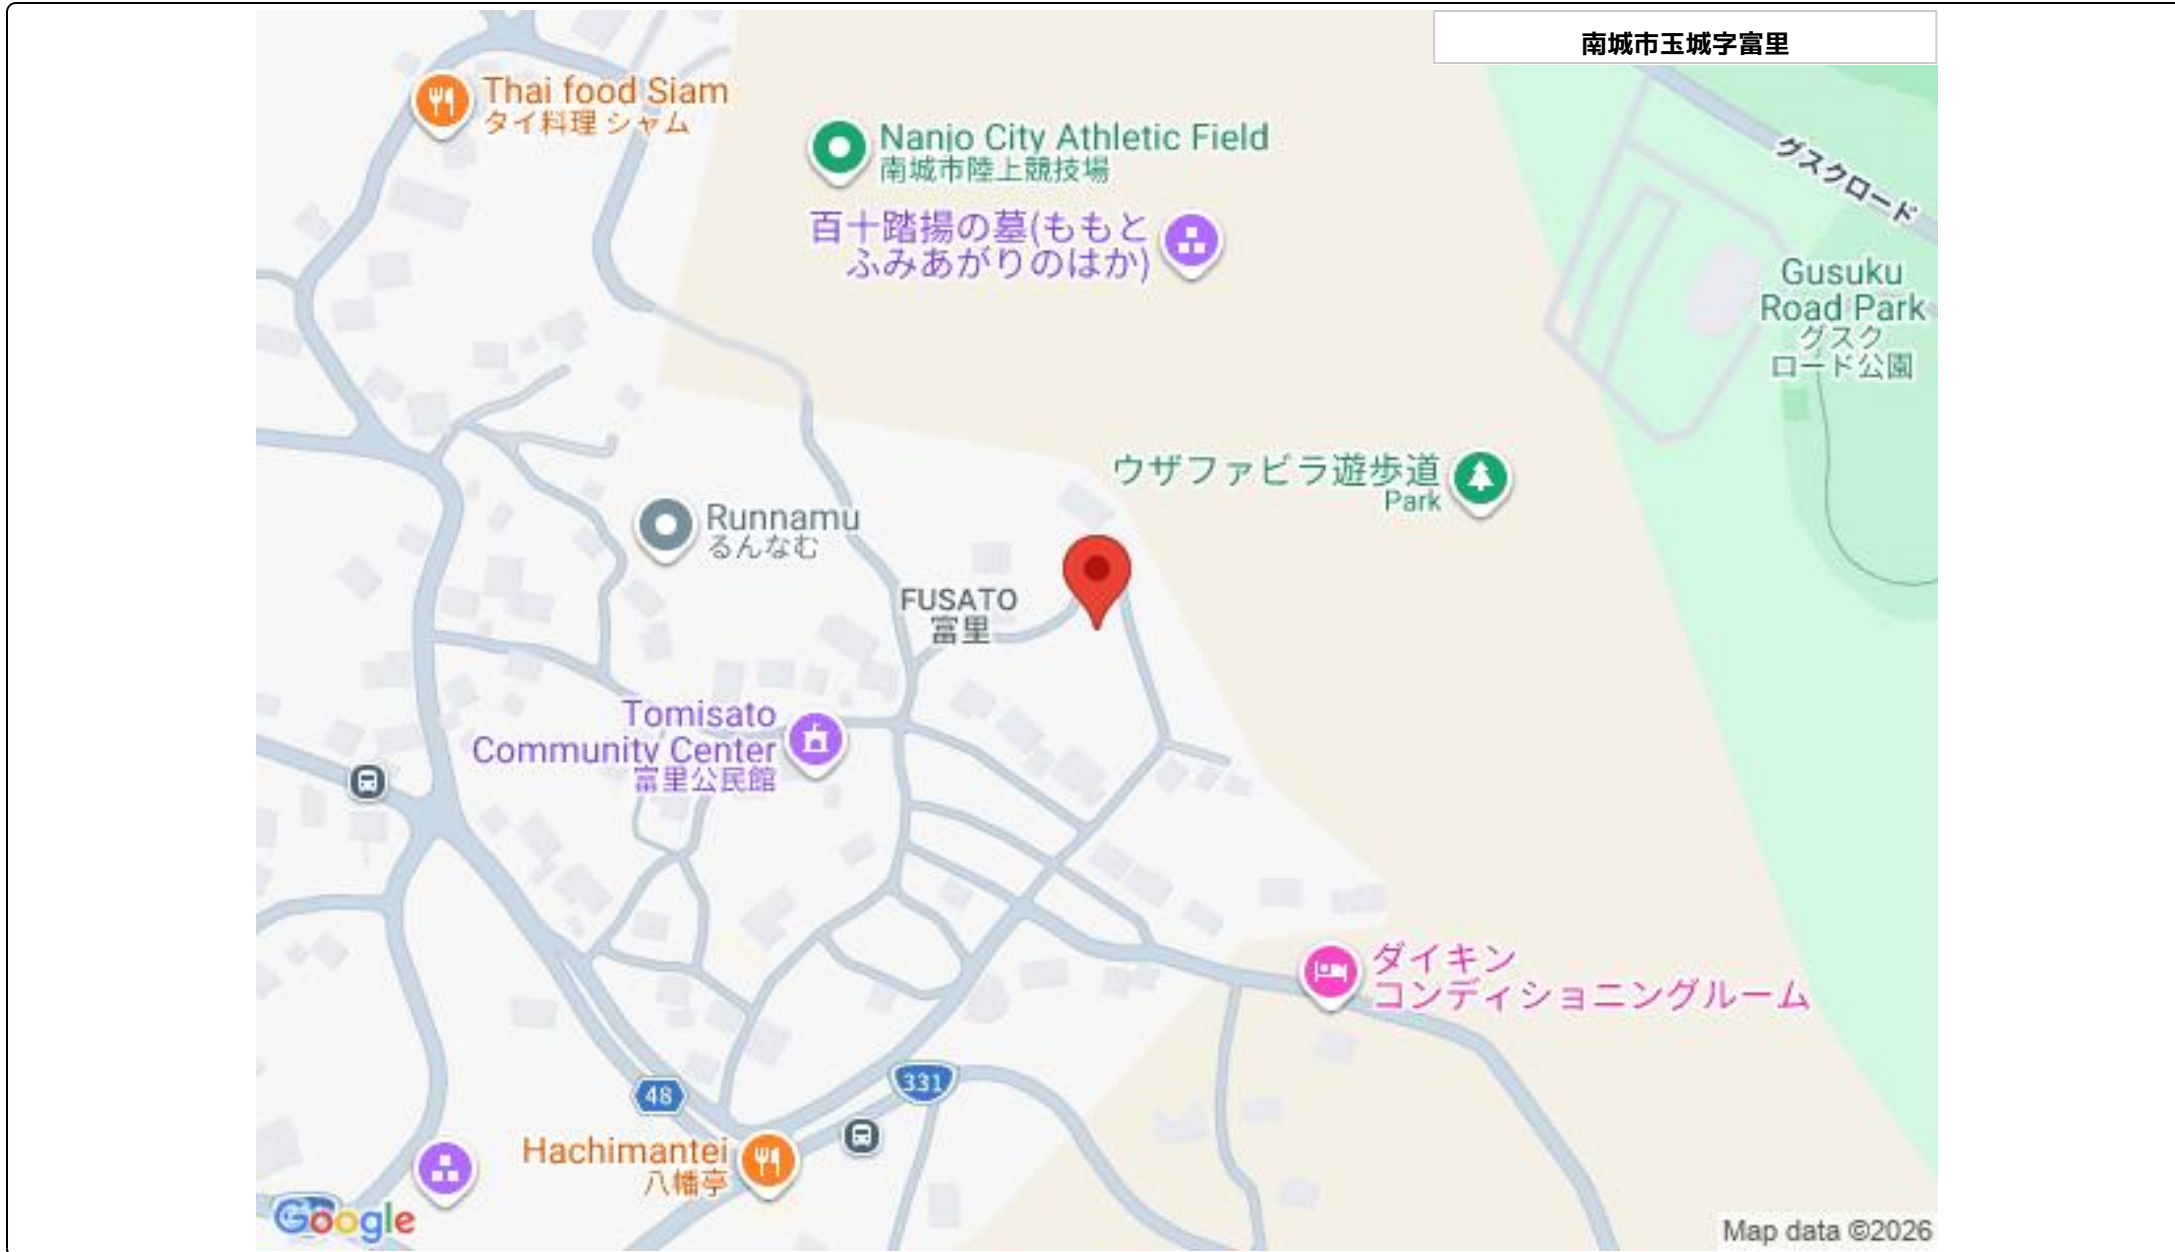 南城市玉城字富里
Thai food Siam
タイ料理 シャム
Nanjo City Athletic Field
南城市陸上競技場
百十踏揚の墓(ももと
ふみあがりのはか)
グスクロード
Gusuku
Road Park
グスク
ロード公園
ウザファビラ遊歩道
Park
Runnamu
るんなむ
FUSATO
富里
Tomisato
Community Center
富里公民館
ダイキン
コンディショニングルーム
331
48
Hachimantei
八幡亭
Google
Map data ©2026